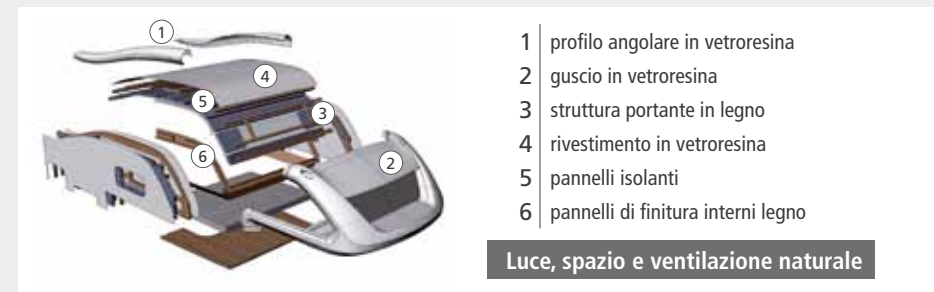 1
4
5
3
6
2
1 profilo angolare in vetroresina
2 guscio in vetroresina
3 struttura portante in legno
4 rivestimento in vetroresina
5 pannelli isolanti
6 pannelli di finitura interni legno
Luce, spazio e ventilazione naturale